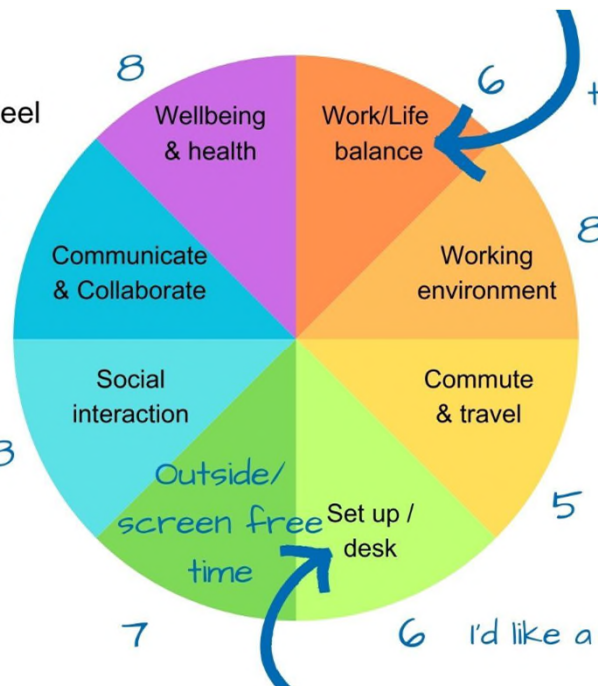 8
6
eel
Wellbeing
& health
Work/Life
balance
8
Communicate
& Collaborate
Working
environment
Social
interaction
Commute
& travel
3
Outside/
screen free
time
Set up /
desk
5
7
6
I'd like a